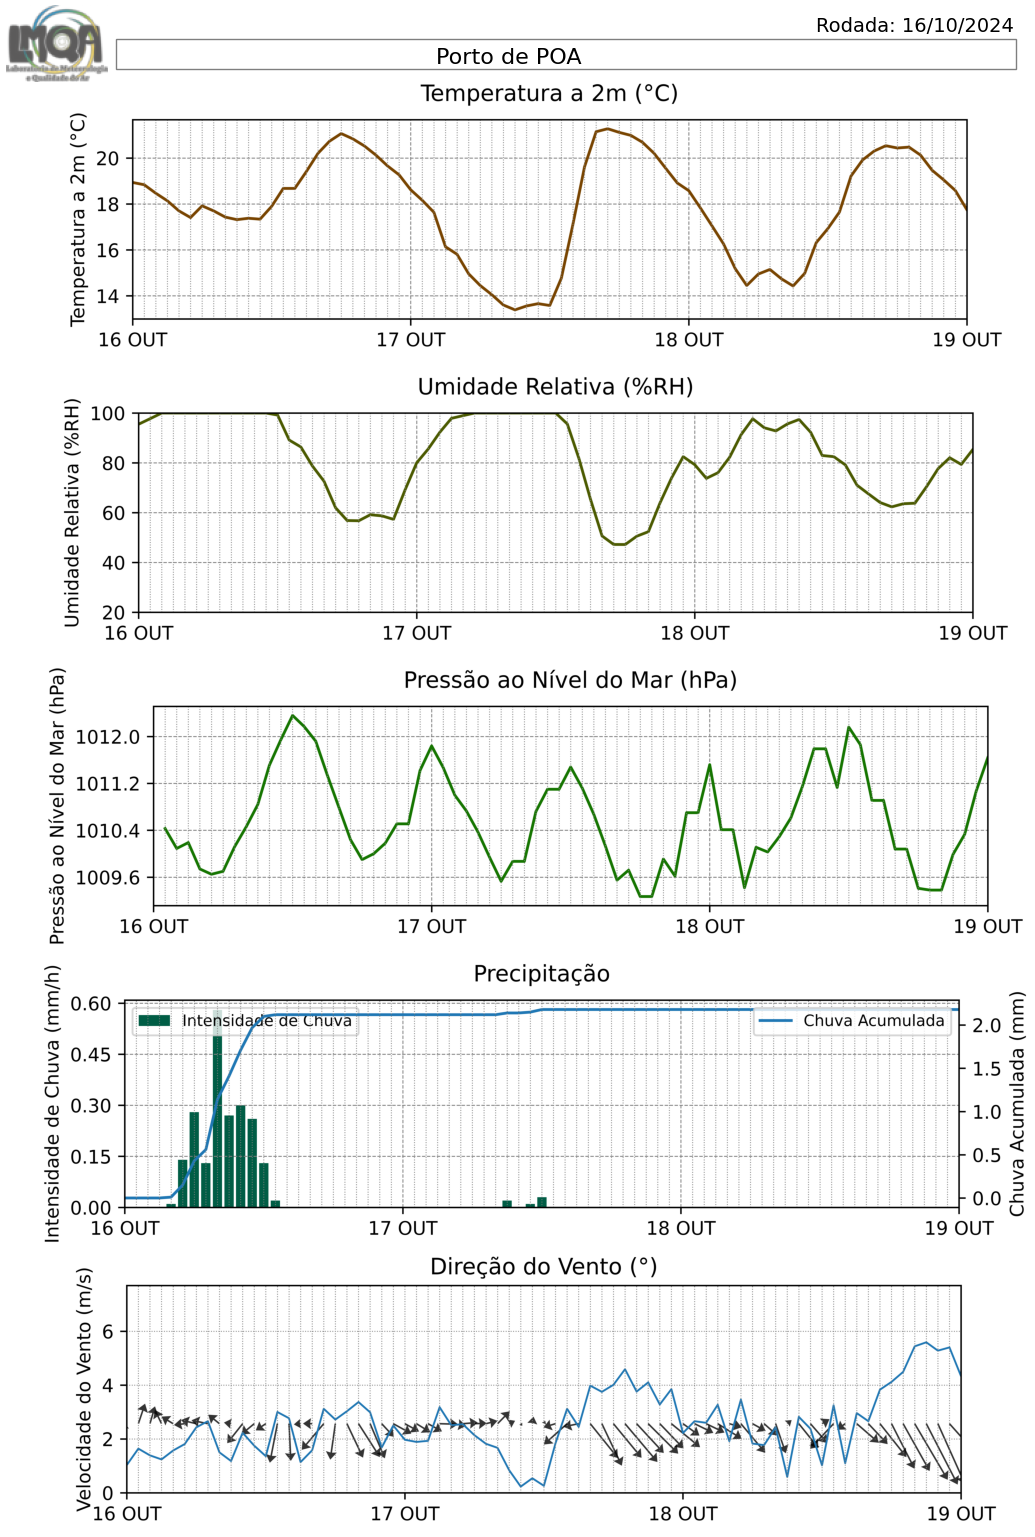 LMQA
Laboratório de Meteorologia
e Qualidade do Ar
Rodada: 16/10/2024
Porto de POA
Temperatura a 2m (°C)
Temperatura a 2m (°C)
20
18
16
14
16 OUT 17 OUT 18 OUT 19 OUT
Umidade Relativa (%RH)
Umidade Relativa (%RH)
100
80
60
40
20
16 OUT 17 OUT 18 OUT 19 OUT
Pressão ao Nível do Mar (hPa)
Pressão ao Nível do Mar (hPa)
1012.0
1011.2
1010.4
1009.6
16 OUT 17 OUT 18 OUT 19 OUT
Precipitação
Intensidade de Chuva (mm/h)
0.60
0.45
0.30
0.15
0.00
Intensidade de Chuva
Chuva Acumulada
2.0
1.5
1.0
0.5
0.0
Chuva Acumulada (mm)
16 OUT 17 OUT 18 OUT 19 OUT
Direção do Vento (°)
Velocidade do Vento (m/s)
6
4
2
0
16 OUT 17 OUT 18 OUT 19 OUT